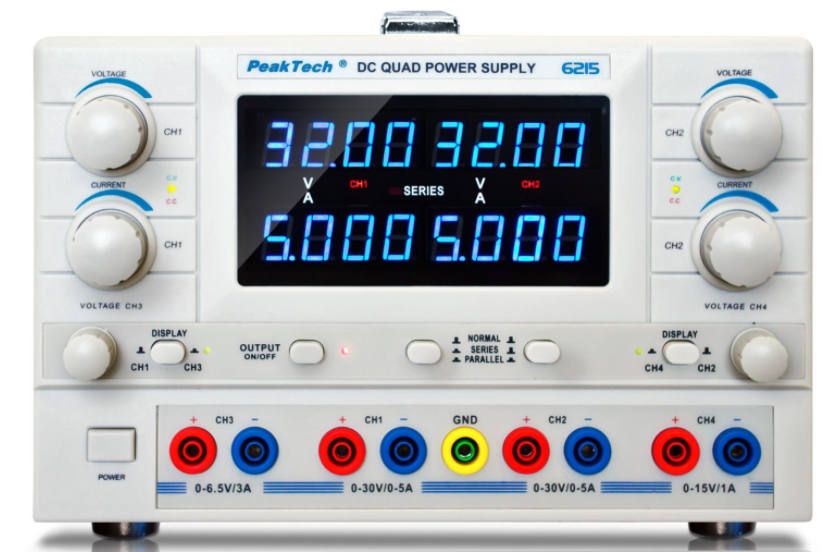 PeakTech ® DC QUAD POWER SUPPLY 6215
VOLTAGE
CH1
CURRENT
C.V
C.C
CH1
VOLTAGE CH3
32.00 32.00
V CH1 SERIES V CH2
A A
5.000 5.000
VOLTAGE
CH2
C.V
CURRENT
C.C
CH2
VOLTAGE CH4
DISPLAY
CH1 CH3
OUTPUT
ON/OFF
NORMAL
SERIES
PARALLEL
DISPLAY
CH4 CH2
POWER
+ CH3 - + CH1 - GND + CH2 - + CH4 -
0-6.5V/3A 0-30V/0-5A 0-30V/0-5A 0-15V/1A